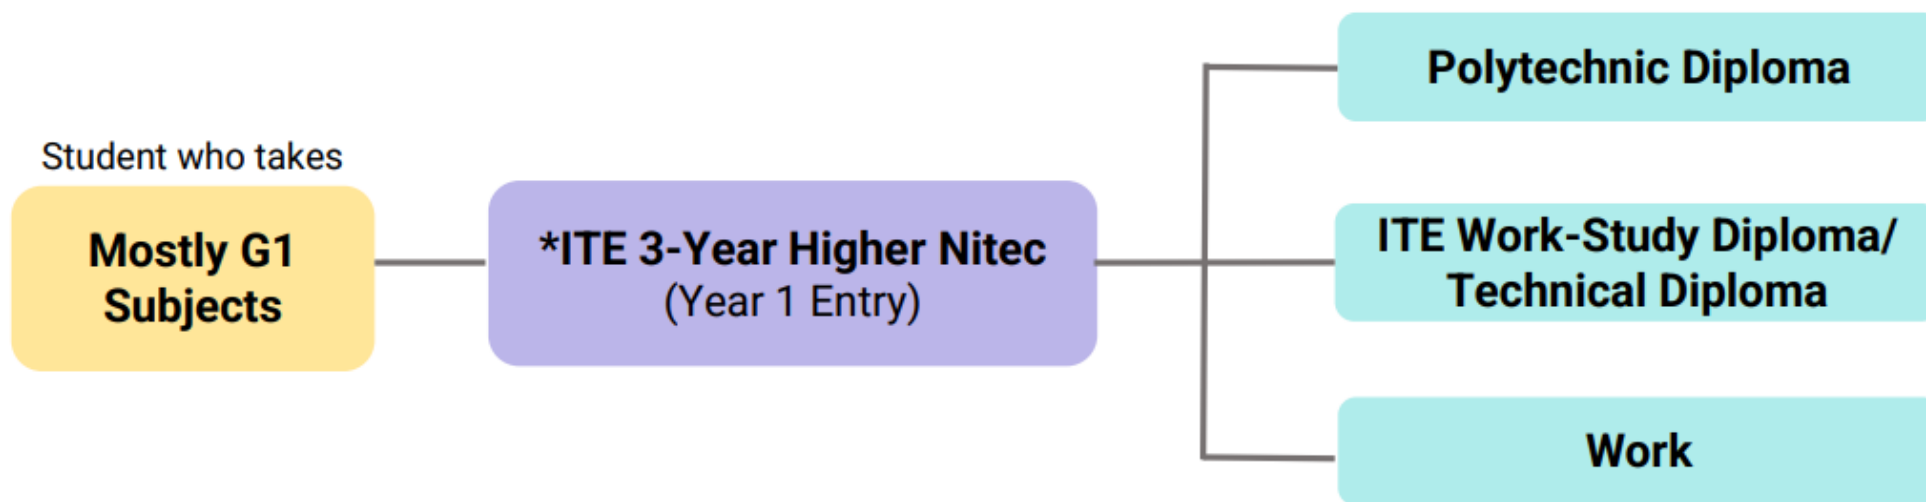 Student who takes
Mostly G1
Subjects
*ITE 3-Year Higher Nitec
(Year 1 Entry)
Polytechnic Diploma
ITE Work-Study Diploma/
Technical Diploma
Work